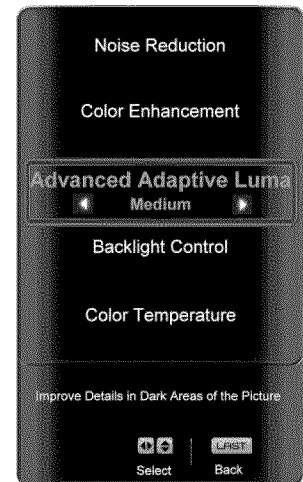 Noise Reduction
Color Enhancement
Advanced Adaptive Luma
Medium
Backlight Control
Color Temperature
Improve Details in Dark Areas of the Picture
LAST
Select Back